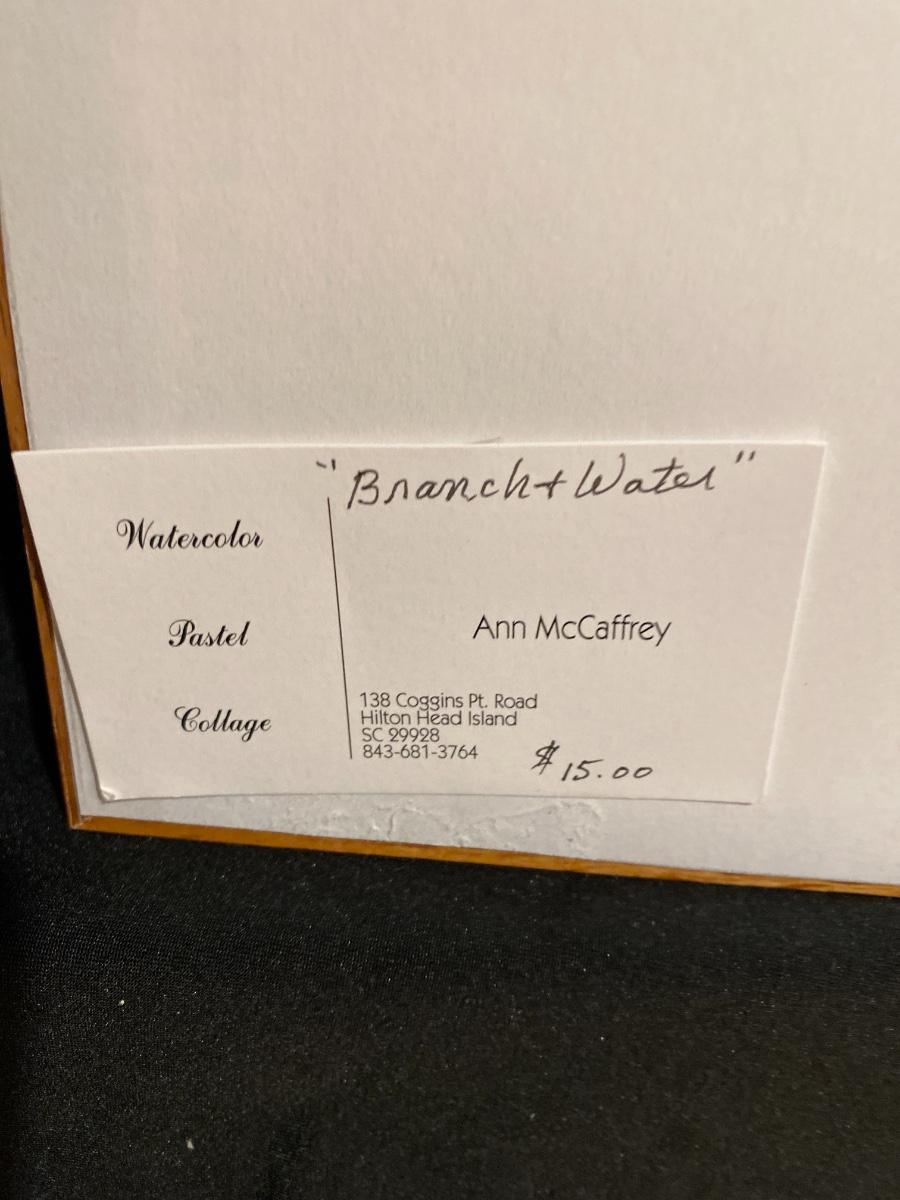 "Branch + Water"
Watercolor
Pastel
Collage
Ann McCaffrey
138 Coggins Pt. Road
Hilton Head Island
SC 29928
843-681-3764
$15.00